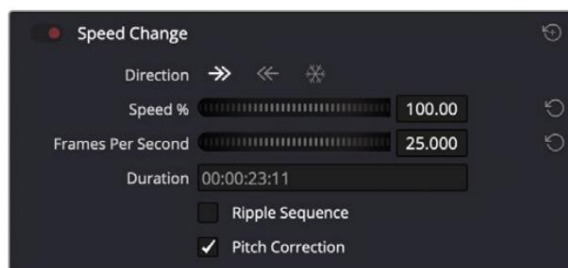 Speed Change
Direction
Speed % 100.00
Frames Per Second 25.000
Duration 00:00:23:11
Ripple Sequence
Pitch Correction